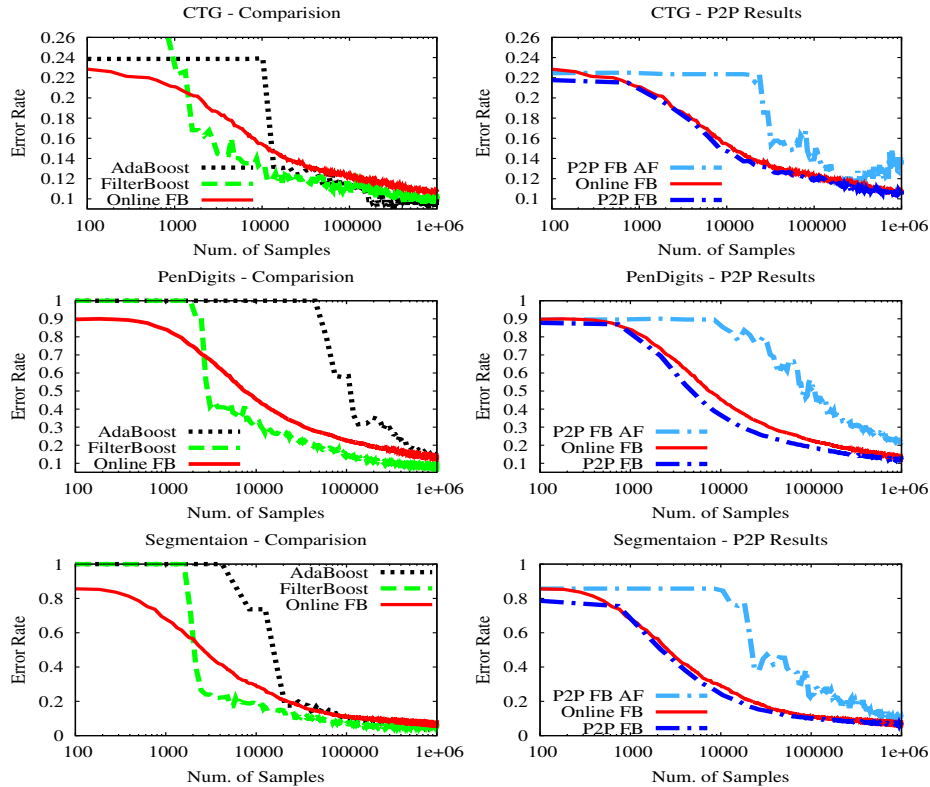 CTG - Comparision
0.26
0.24
0.22
0.2
0.18
0.16
0.14
0.12
0.1
100
1000
10000
100000
1e+06
Error Rate
Num. of Samples
AdaBoost
FilterBoost
Online FB
CTG - P2P Results
0.26
0.24
0.22
0.2
0.18
0.16
0.14
0.12
0.1
100
1000
10000
100000
1e+06
Error Rate
Num. of Samples
P2P FB AF
Online FB
P2P FB
PenDigits - Comparision
1
0.9
0.8
0.7
0.6
0.5
0.4
0.3
0.2
0.1
100
1000
10000
100000
1e+06
Error Rate
Num. of Samples
AdaBoost
FilterBoost
Online FB
PenDigits - P2P Results
1
0.9
0.8
0.7
0.6
0.5
0.4
0.3
0.2
0.1
100
1000
10000
100000
1e+06
Error Rate
Num. of Samples
P2P FB AF
Online FB
P2P FB
Segmentaion - Comparision
1
0.8
0.6
0.4
0.2
0
100
1000
10000
100000
1e+06
Error Rate
Num. of Samples
AdaBoost
FilterBoost
Online FB
Segmentaion - P2P Results
1
0.8
0.6
0.4
0.2
0
100
1000
10000
100000
1e+06
Error Rate
Num. of Samples
P2P FB AF
Online FB
P2P FB